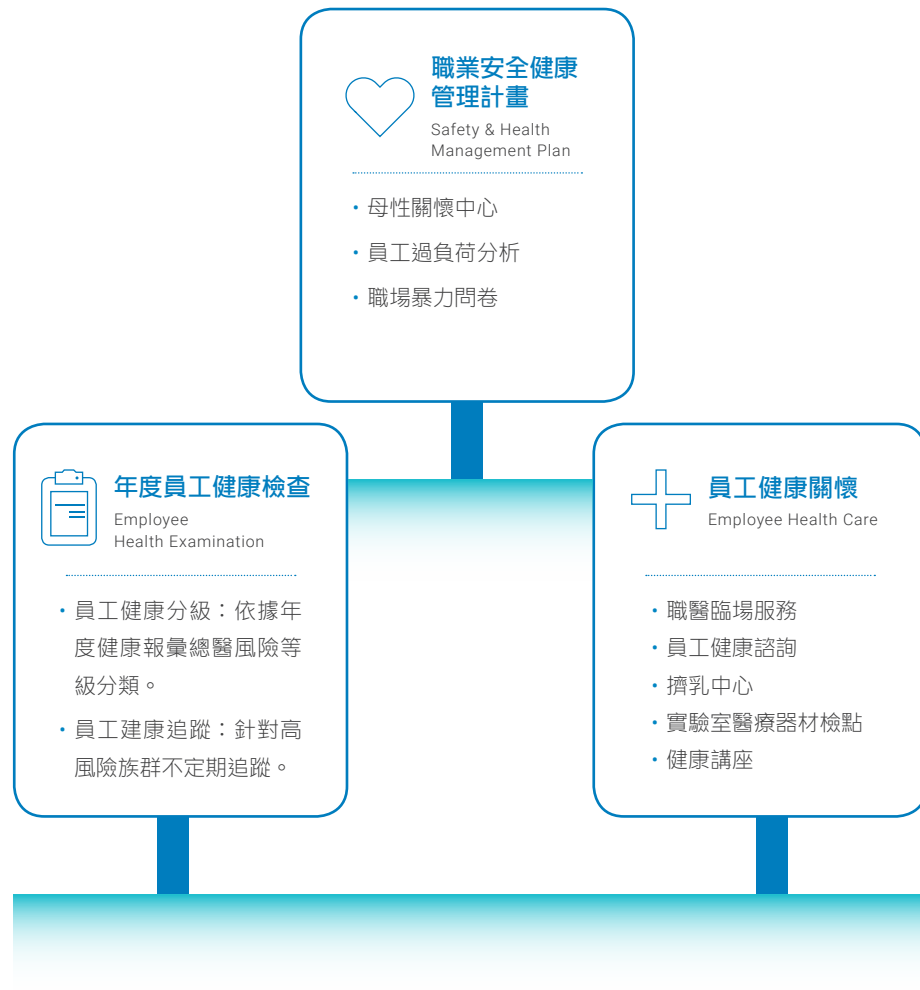 職業安全健康
管理計畫
Safety & Health
Management Plan
・母性關懷中心
・員工過負荷分析
・職場暴力問卷
年度員工健康檢查
Employee
Health Examination
・員工健康分級：依據年
度健康報彙總醫風險等
級分類。
・員工建康追蹤：針對高
風險族群不定期追蹤。
員工健康關懷
Employee Health Care
・職醫臨場服務
・員工健康諮詢
・擠乳中心
・實驗室醫療器材檢點
・健康講座